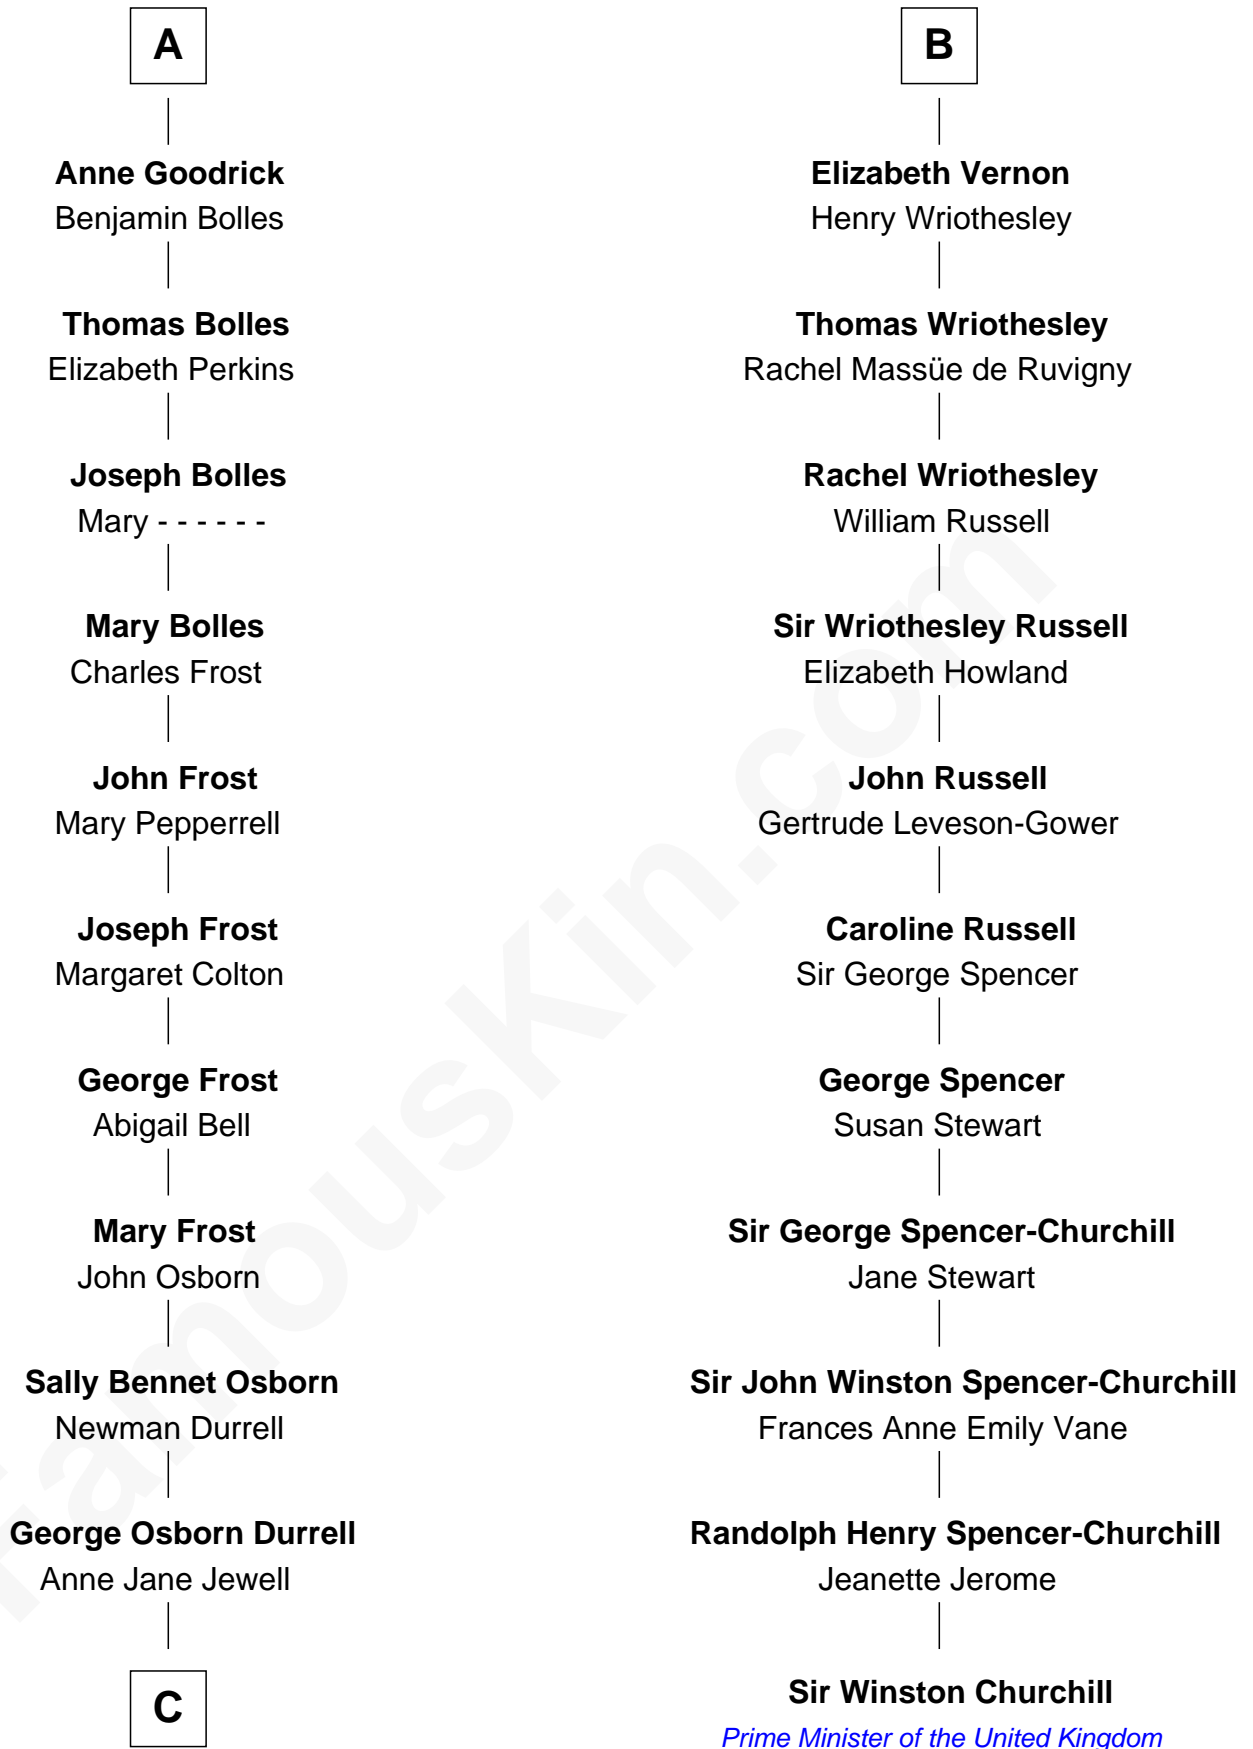 A
Anne Goodrick
Benjamin Bolles
Thomas Bolles
Elizabeth Perkins
Joseph Bolles
Mary - - - - - -
Mary Bolles
Charles Frost
John Frost
Mary Pepperrell
Joseph Frost
Margaret Colton
George Frost
Abigail Bell
Mary Frost
John Osborn
Sally Bennet Osborn
Newman Durrell
George Osborn Durrell
Anne Jane Jewell
C
B
Elizabeth Vernon
Henry Wriothesley
Thomas Wriothesley
Rachel Massüe de Ruvigny
Rachel Wriothesley
William Russell
Sir Wriothesley Russell
Elizabeth Howland
John Russell
Gertrude Leveson-Gower
Caroline Russell
Sir George Spencer
George Spencer
Susan Stewart
Sir George Spencer-Churchill
Jane Stewart
Sir John Winston Spencer-Churchill
Frances Anne Emily Vane
Randolph Henry Spencer-Churchill
Jeanette Jerome
Sir Winston Churchill
Prime Minister of the United Kingdom
FamousKin.com